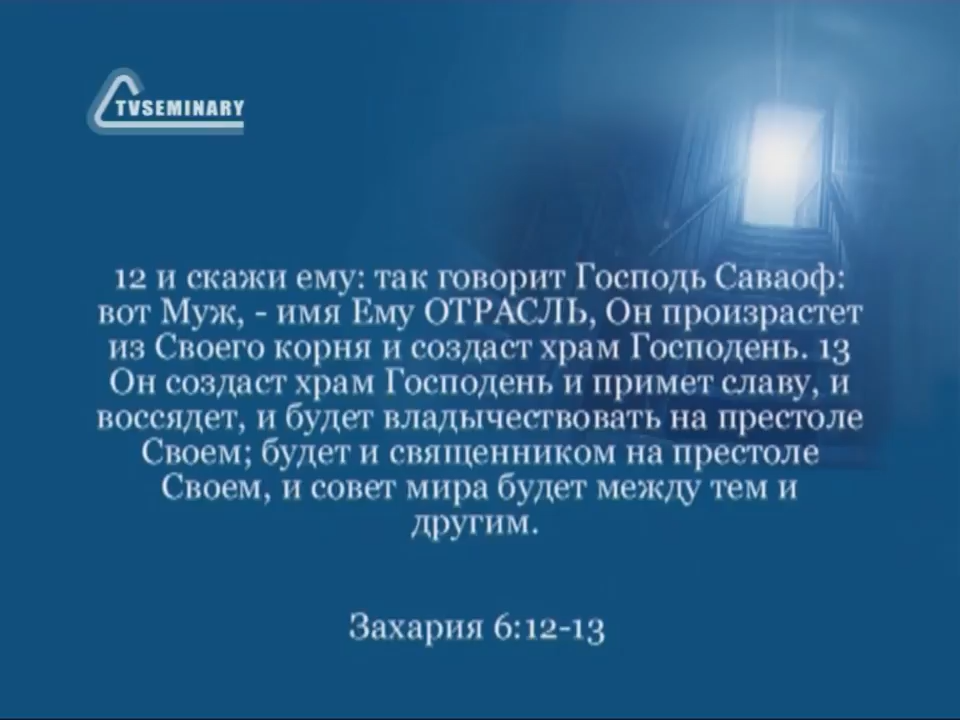 TVSEMINARY
12 и скажи ему: так говорит Господь Саваоф:
вот Муж, - имя Ему ОТРАСЛЬ, Он произрастет
из Своего корня и создаст храм Господень. 13
Он создаст храм Господень и примет славу, и
воссядет, и будет владычествовать на престоле
Своем; будет и священником на престоле
Своем, и совет мира будет между тем и
другим.
Захария 6:12-13